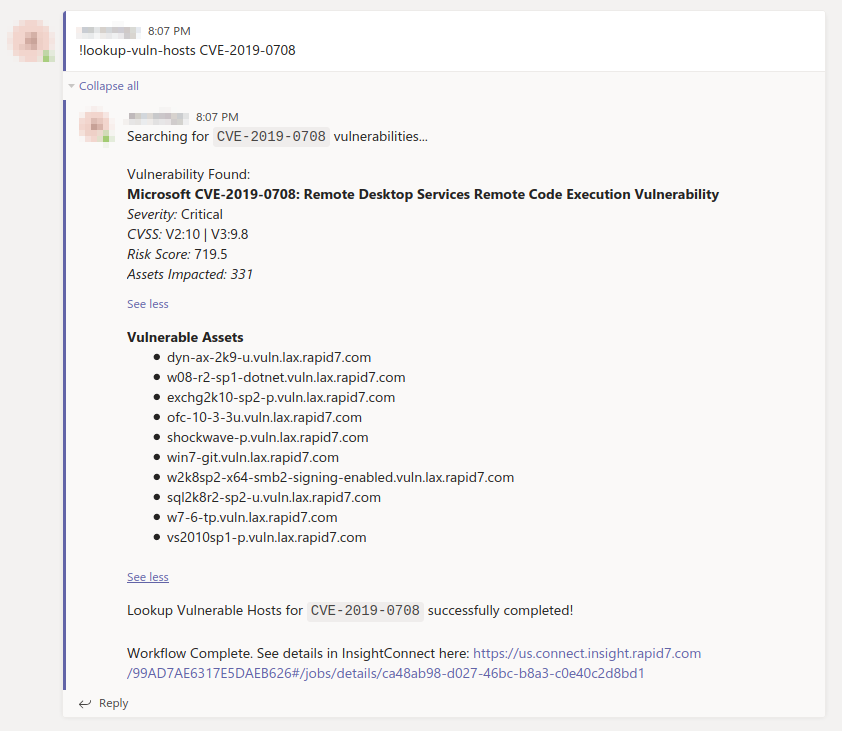 8:07 PM
!lookup-vuln-hosts CVE-2019-0708
Collapse all
8:07 PM
Searching for CVE-2019-0708 vulnerabilities...
Vulnerability Found:
Microsoft CVE-2019-0708: Remote Desktop Services Remote Code Execution Vulnerability
Severity: Critical
CVSS: V2:10 | V3:9.8
Risk Score: 719.5
Assets Impacted: 331
See less
Vulnerable Assets
• dyn-ax-2k9-u.vuln.lax.rapid7.com
• w08-r2-sp1-dotnet.vuln.lax.rapid7.com
• exchg2k10-sp2-p.vuln.lax.rapid7.com
• ofc-10-3-3u.vuln.lax.rapid7.com
• shockwave-p.vuln.lax.rapid7.com
• win7-git.vuln.lax.rapid7.com
• w2k8sp2-x64-smb2-signing-enabled.vuln.lax.rapid7.com
• sql2k8r2-sp2-u.vuln.lax.rapid7.com
• w7-6-tp.vuln.lax.rapid7.com
• vs2010sp1-p.vuln.lax.rapid7.com
See less
Lookup Vulnerable Hosts for CVE-2019-0708 successfully completed!
Workflow Complete. See details in InsightConnect here: https://us.connect.insight.rapid7.com
/99AD7AE6317E5DAEB626#/jobs/details/ca48ab98-d027-46bc-b8a3-c0e40c2d8bd1
Reply